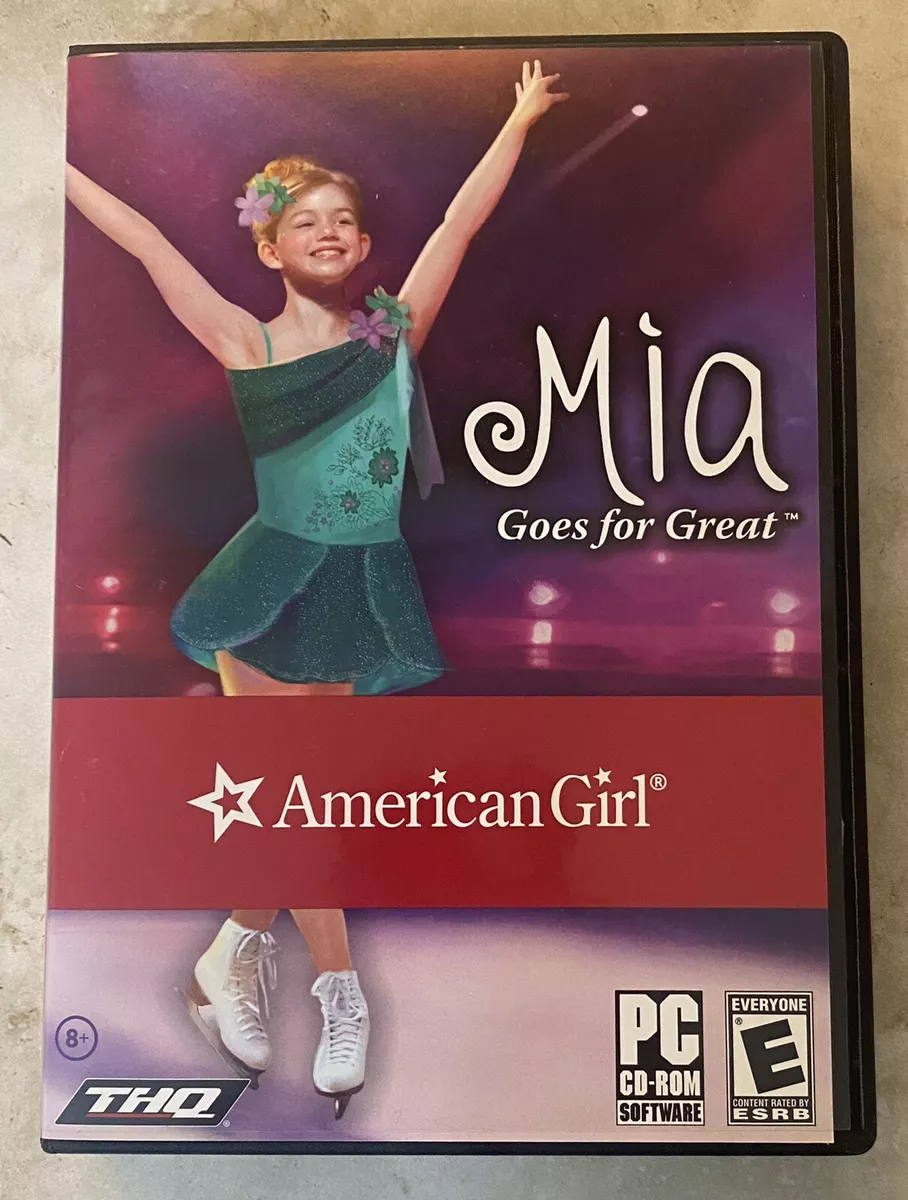 Mia
Goes for Great™
American Girl®
8+
THQ®
PC
CD-ROM
SOFTWARE
EVERYONE
E®
CONTENT RATED BY
ESRB